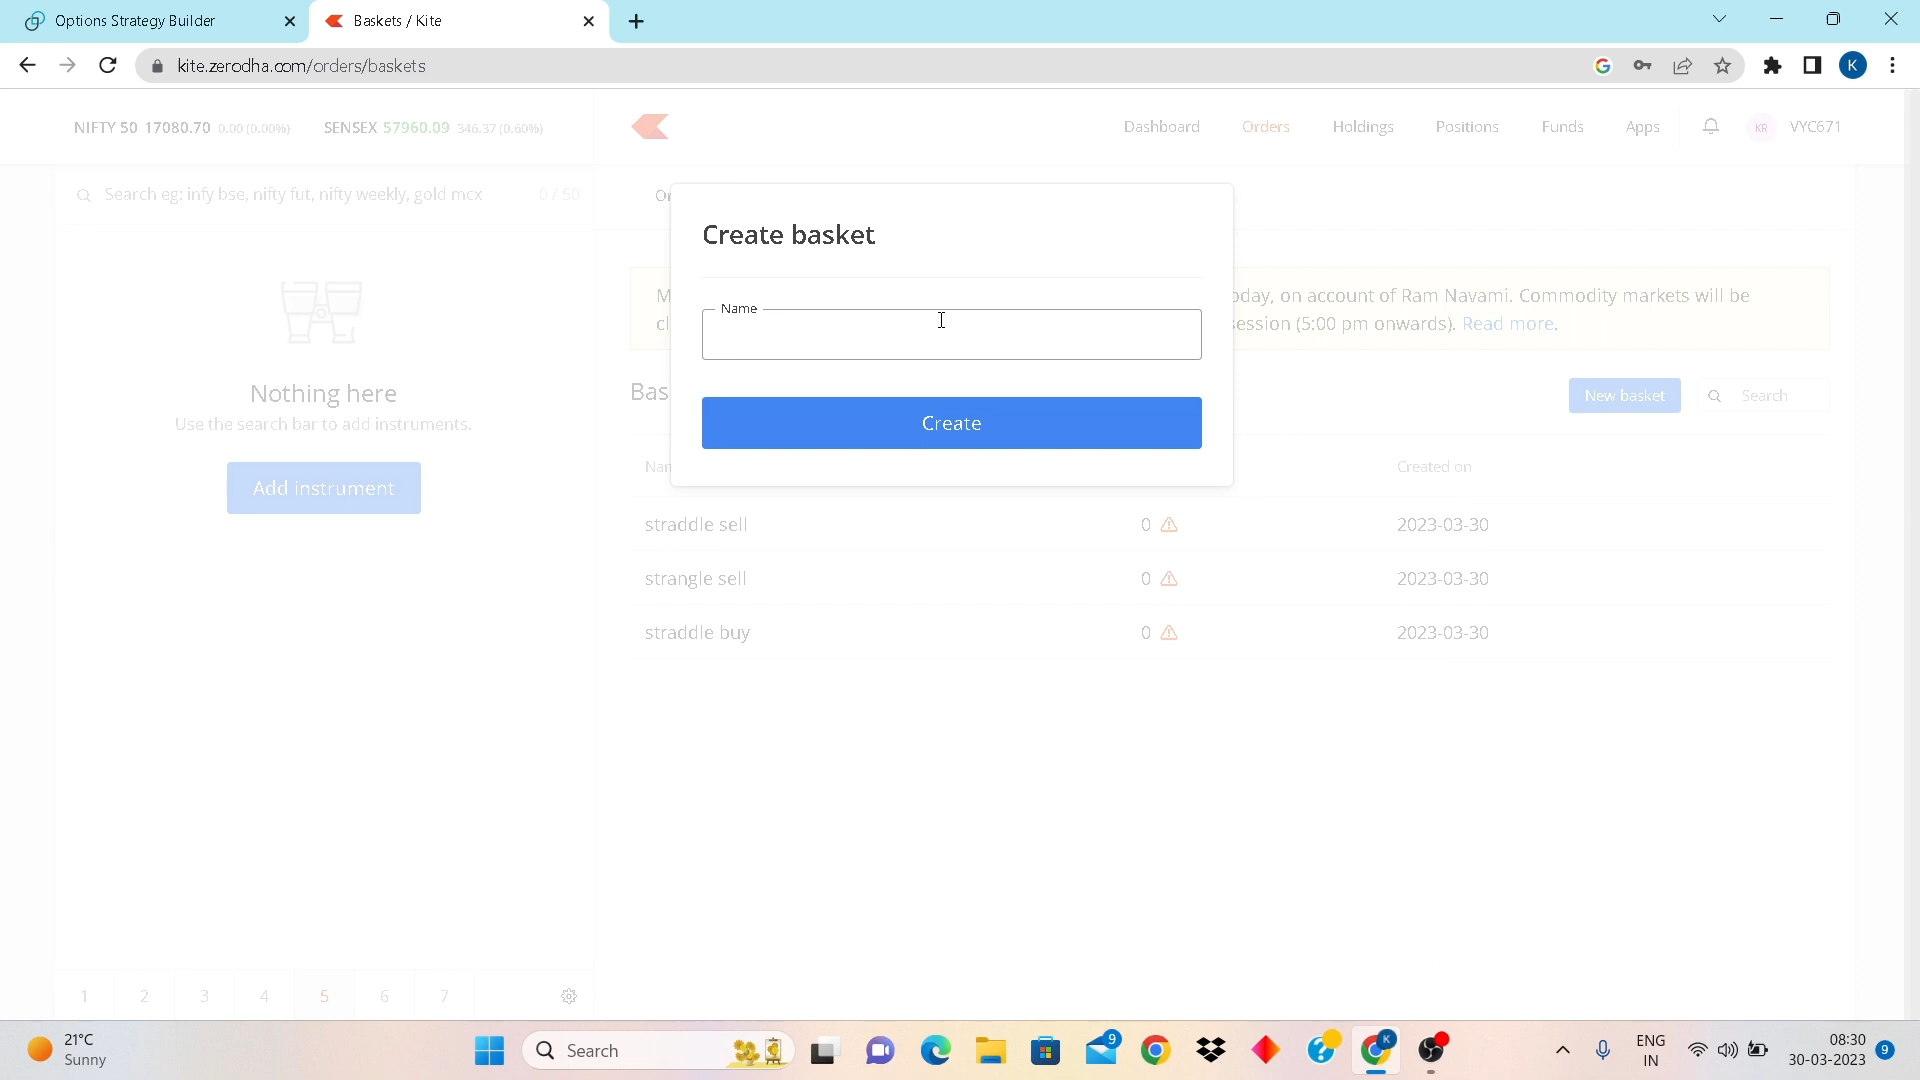 Options Strategy Builder
Baskets / Kite
kite.zerodha.com/orders/baskets
K
NIFTY 50 17080.70 0.00 (0.00%) SENSEX 57960.09 346.37 (0.60%)
Dashboard Orders Holdings Positions Funds Apps KR VYC671
Search eg: infy bse, nifty fut, nifty weekly, gold mcx 0 / 50
Create basket
Name
Create
oday, on account of Ram Navami. Commodity markets will be
session (5:00 pm onwards). Read more.
Nothing here
Use the search bar to add instruments.
Add instrument
Bas
New basket Search
Nam Created on
straddle sell 0 2023-03-30
strangle sell 0 2023-03-30
straddle buy 0 2023-03-30
1 2 3 4 5 6 7
21°C
Sunny
Search
9
K
ENG
IN
08:30
30-03-2023
9